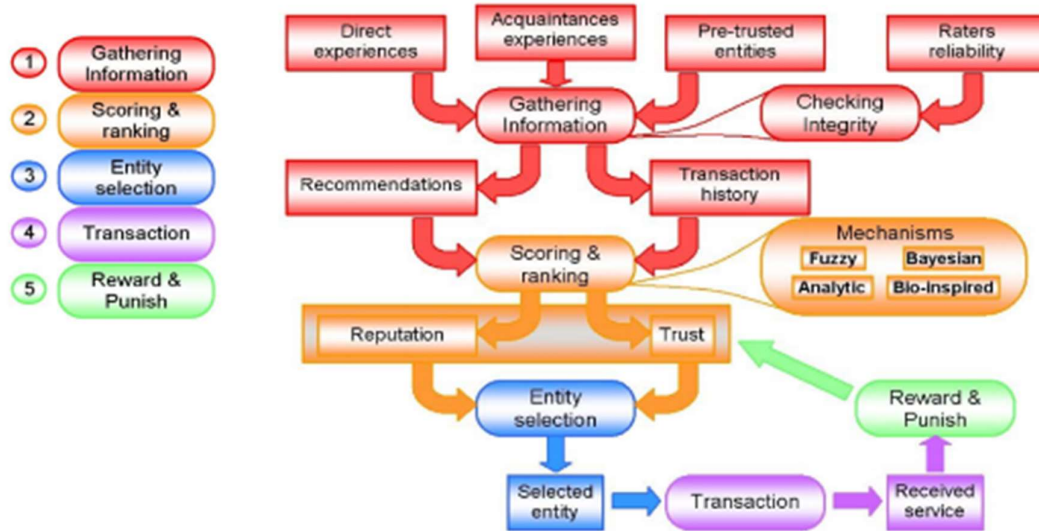 1
Gathering
Information
2
Scoring &
ranking
3
Entity
selection
4
Transaction
5
Reward &
Punish
Direct
experiences
Acquaintances
experiences
Pre-trusted
entities
Raters
reliability
Gathering
Information
Checking
Integrity
Recommendations
Transaction
history
Scoring &
ranking
Mechanisms
Fuzzy
Bayesian
Analytic
Bio-inspired
Reputation
Trust
Entity
selection
Reward &
Punish
Selected
entity
Transaction
Received
service